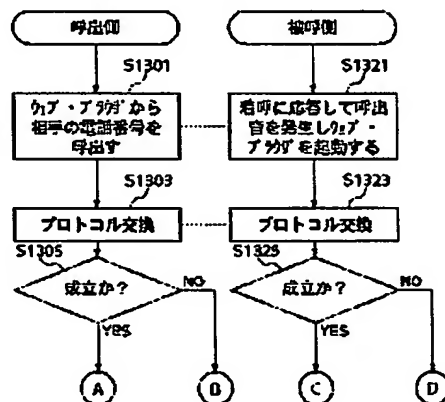 呼出側
被呼側
S1301
S1321
ウェブ・ブラウザから
相手の電話番号を
呼出す
着呼に応答して呼出
音を発生しウェブ・
ブラウザを起動する
S1303
S1323
プロトコル交換
プロトコル交換
S1305
S1325
成立か?
NO
成立か?
NO
YES
YES
A
B
C
D